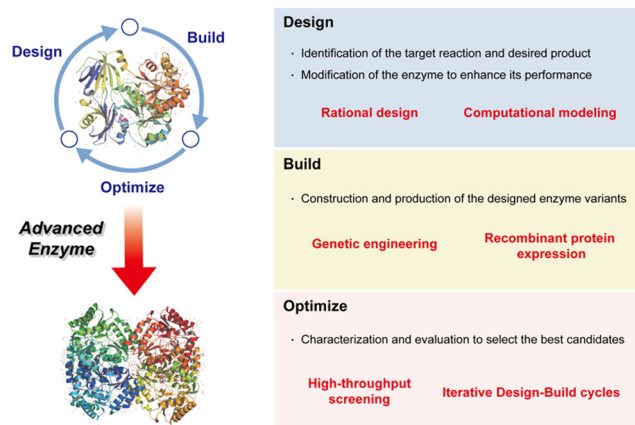 Design
Build
Optimize
Advanced
Enzyme
Design
· Identification of the target reaction and desired product
· Modification of the enzyme to enhance its performance
Rational design
Computational modeling
Build
· Construction and production of the designed enzyme variants
Genetic engineering
Recombinant protein
expression
Optimize
· Characterization and evaluation to select the best candidates
High-throughput
screening
Iterative Design-Build cycles